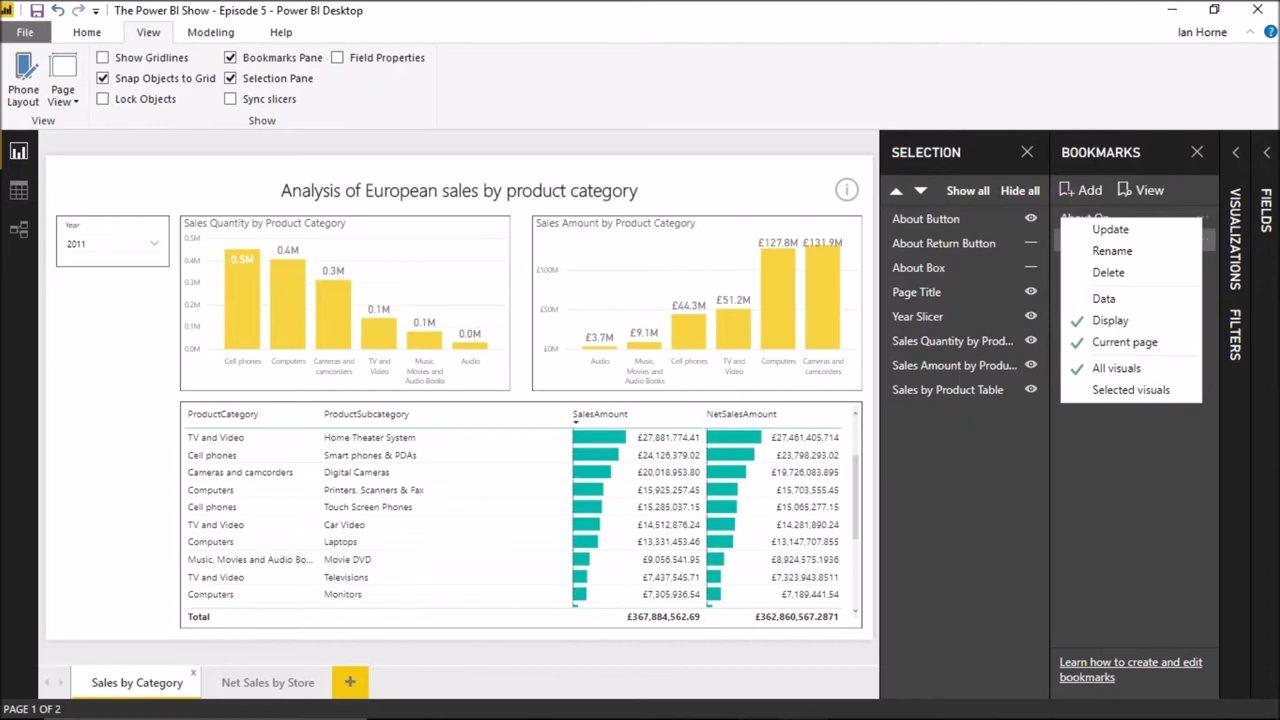 The Power BI Show - Episode 5 - Power BI Desktop
File Home View Modeling Help Ian Horne
Show Gridlines Bookmarks Pane Field Properties
Snap Objects to Grid Selection Pane
Lock Objects Sync slicers
Phone Layout
Page View
View Show
SELECTION
BOOKMARKS
Show all Hide all
Add View
About Button
About Return Button
About Box
Page Title
Year Slicer
Sales Quantity by Prod...
Sales Amount by Produ...
Sales by Product Table
About On
Update
Rename
Delete
Data
Display
Current page
All visuals
Selected visuals
Learn how to create and edit
bookmarks
VISUALIZATIONS
FILTERS
FIELDS
Analysis of European sales by product category
Year
2011
Sales Quantity by Product Category
0.5M
0.4M
0.3M
0.2M
0.1M
0.0M
0.5M 0.4M 0.3M 0.1M 0.1M 0.0M
Cell phones Computers Cameras and camcorders TV and Video Music, Movies and Audio Books Audio
Sales Amount by Product Category
£100M
£50M
£0M
£3.7M £9.1M £44.3M £51.2M £127.8M £131.9M
Audio Music, Movies and Audio Books Cell phones TV and Video Computers Cameras and camcorders
ProductCategory ProductSubcategory SalesAmount NetSalesAmount
TV and Video Home Theater System £27,881,774.41 £27,461,405.714
Cell phones Smart phones & PDAs £24,126,379.02 £23,798,293.02
Cameras and camcorders Digital Cameras £20,018,953.80 £19,726,083.895
Computers Printers, Scanners & Fax £15,925,257.45 £15,703,555.45
Cell phones Touch Screen Phones £15,285,037.15 £15,065,277.15
TV and Video Car Video £14,512,876.24 £14,281,890.24
Computers Laptops £13,331,453.46 £13,147,707.855
Music, Movies and Audio Bo... Movie DVD £9,056,541.95 £8,924,575.1936
TV and Video Televisions £7,437,545.71 £7,323,943.8511
Computers Monitors £7,305,936.54 £7,189,441.54
Total £367,884,562.69 £362,860,567.2871
Sales by Category Net Sales by Store
PAGE 1 OF 2